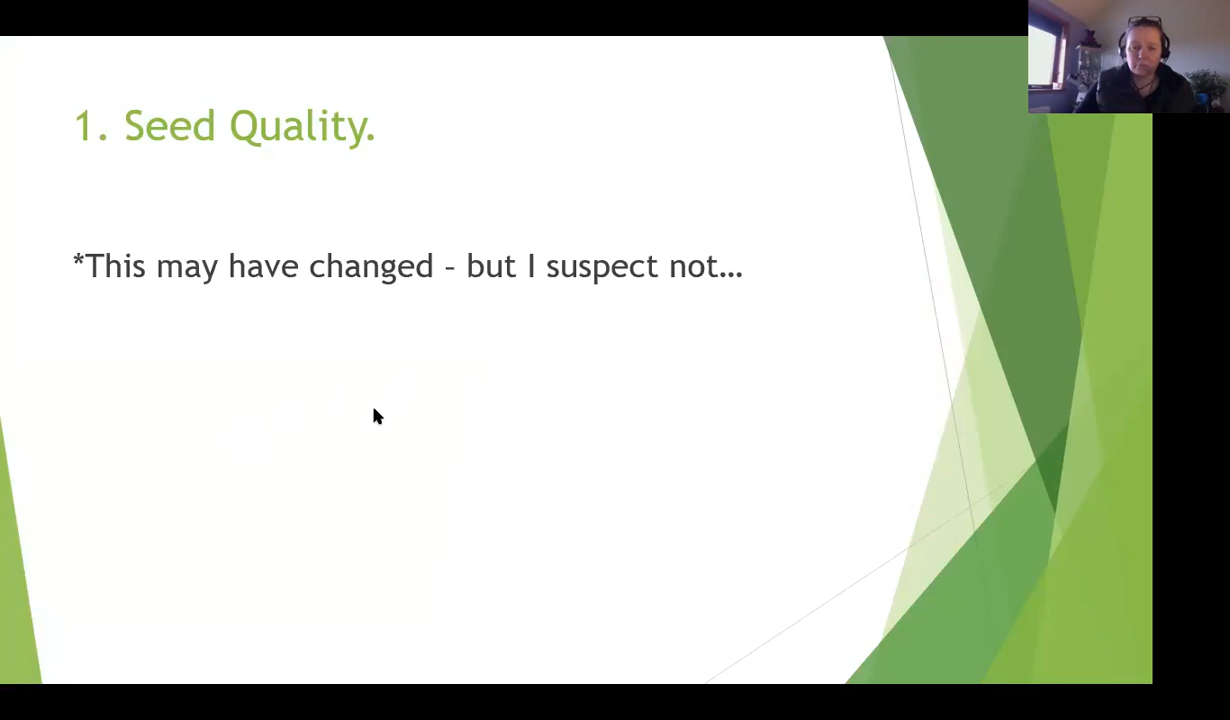 1. Seed Quality.
*This may have changed - but I suspect not…